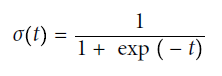 σ(t) = 1 / (1 + exp (− t))